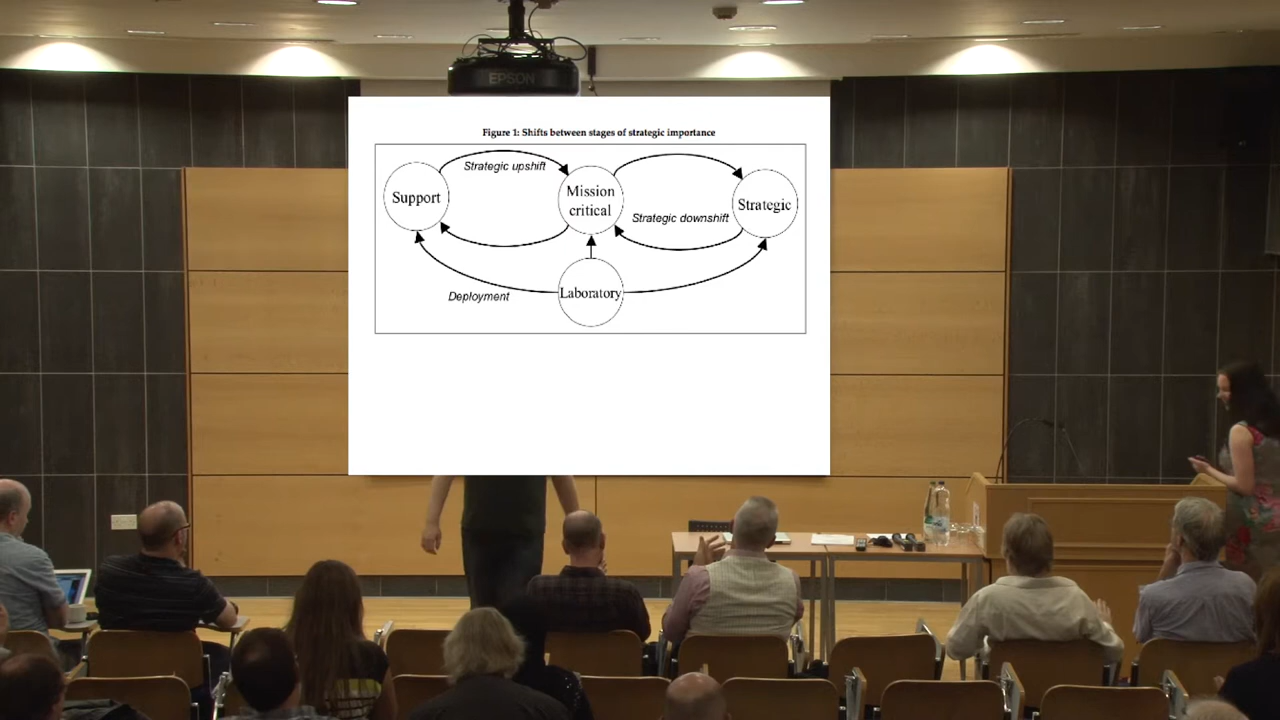 EPSON
Figure 1: Shifts between stages of strategic importance
Strategic upshift
Support
Mission
critical
Strategic
Strategic downshift
Deployment
Laboratory